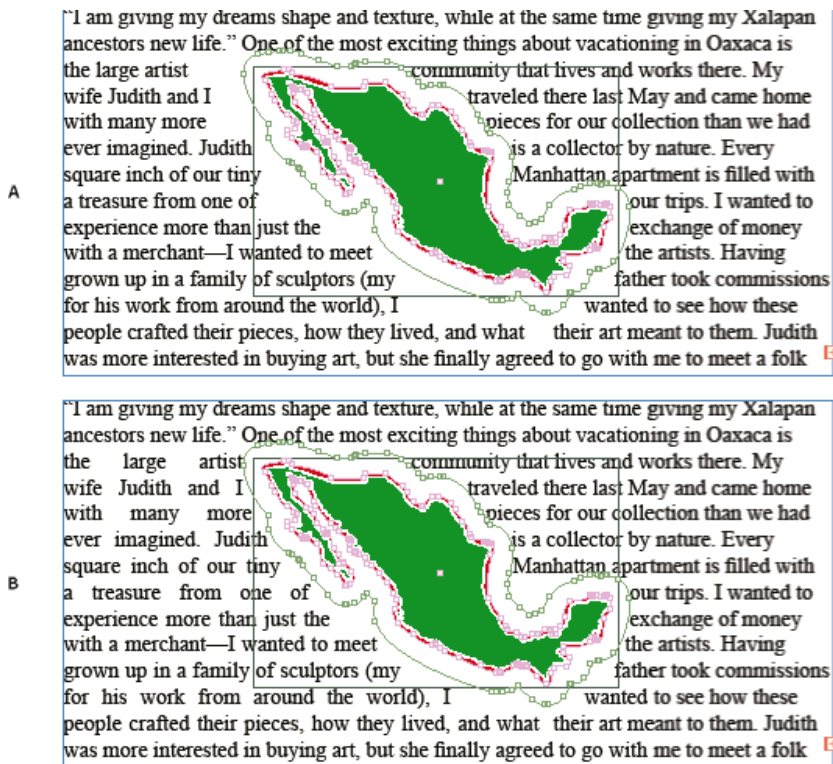 “I am giving my dreams shape and texture, while at the same time giving my Xalapan
ancestors new life.” One of the most exciting things about vacationing in Oaxaca is
the large artist community that lives and works there. My
wife Judith and I traveled there last May and came home
with many more pieces for our collection than we had
ever imagined. Judith is a collector by nature. Every
square inch of our tiny Manhattan apartment is filled with
A
a treasure from one of our trips. I wanted to
experience more than just the exchange of money
with a merchant—I wanted to meet the artists. Having
grown up in a family of sculptors (my father took commissions
for his work from around the world), I wanted to see how these
people crafted their pieces, how they lived, and what their art meant to them. Judith
was more interested in buying art, but she finally agreed to go with me to meet a folk
“I am giving my dreams shape and texture, while at the same time giving my Xalapan
ancestors new life.” One of the most exciting things about vacationing in Oaxaca is
the large artist community that lives and works there. My
wife Judith and I traveled there last May and came home
with many more pieces for our collection than we had
ever imagined. Judith is a collector by nature. Every
square inch of our tiny Manhattan apartment is filled with
B
a treasure from one of our trips. I wanted to
experience more than just the exchange of money
with a merchant—I wanted to meet the artists. Having
grown up in a family of sculptors (my father took commissions
for his work from around the world), I wanted to see how these
people crafted their pieces, how they lived, and what their art meant to them. Judith
was more interested in buying art, but she finally agreed to go with me to meet a folk